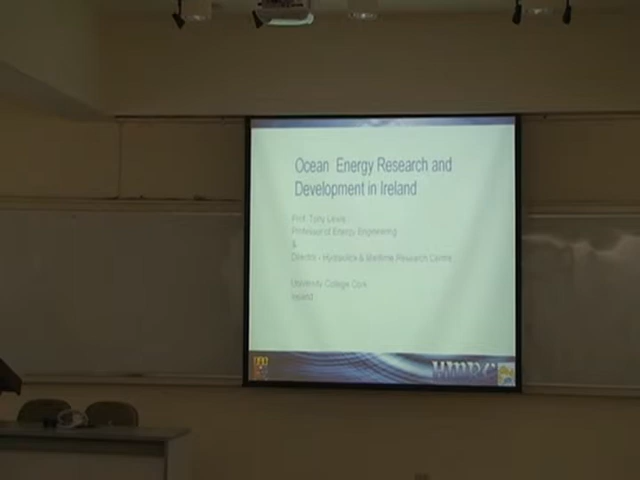 Ocean Energy Research and
Development in Ireland
Prof. Tony Lewis
Professor of Energy Engineering
&
Director - Hydraulics & Maritime Research Centre
University College Cork
Ireland
HMRC